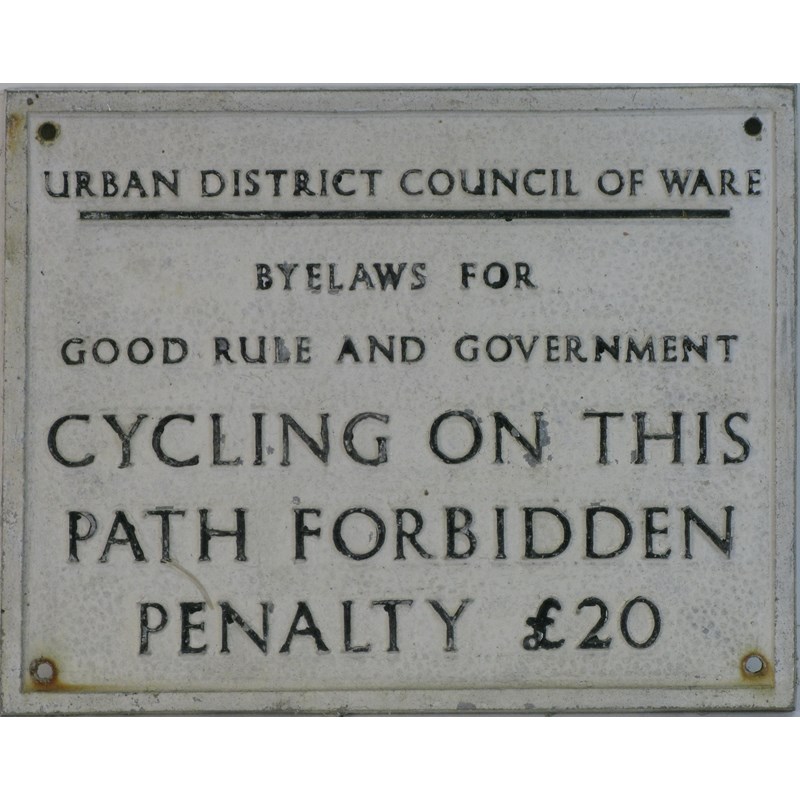 URBAN DISTRICT COUNCIL OF WARE
BYELAWS FOR
GOOD RULE AND GOVERNMENT
CYCLING ON THIS
PATH FORBIDDEN
PENALTY £20